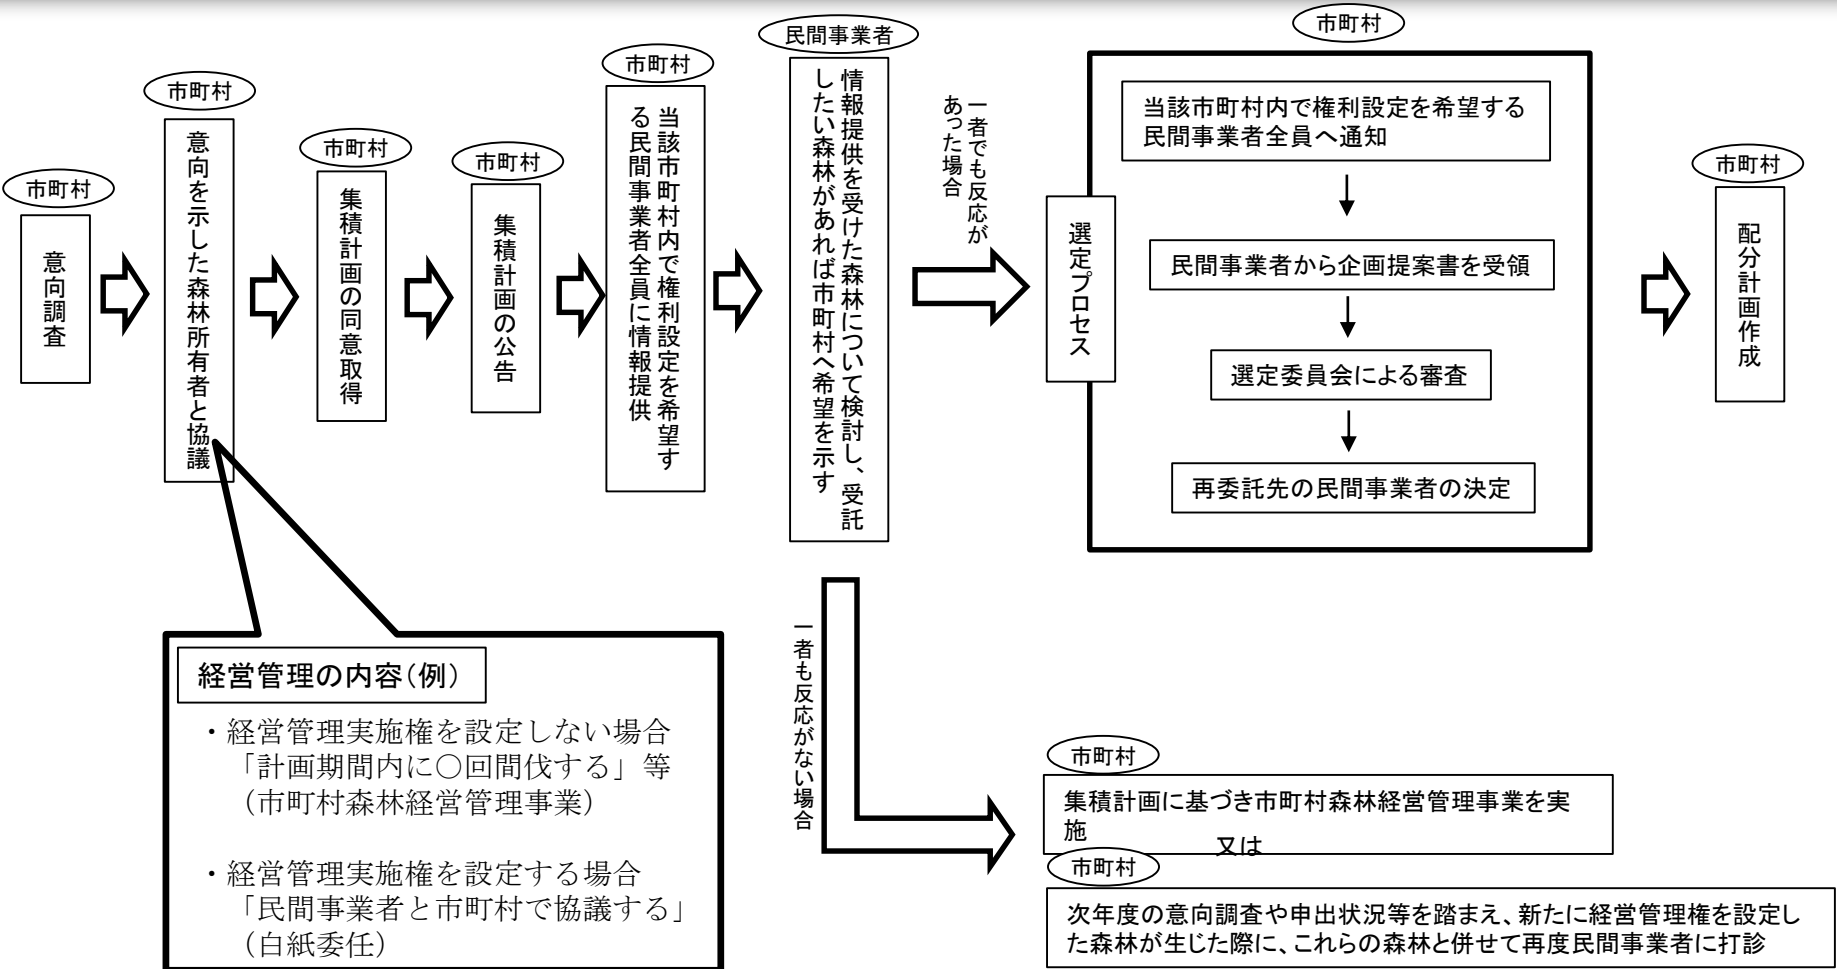 市町村
意向調査
市町村
意向を示した森林所有者と協議
市町村
集積計画の同意取得
市町村
集積計画の公告
市町村
当該市町村内で権利設定を希望す
る民間事業者全員に情報提供
民間事業者
情報提供を受けた森林について検討し、受託
したい森林があれば市町村へ希望を示す
一者でも反応が
あった場合
市町村
選定プロセス
当該市町村内で権利設定を希望する
民間事業者全員へ通知
民間事業者から企画提案書を受領
選定委員会による審査
再委託先の民間事業者の決定
市町村
配分計画作成
経営管理の内容（例）
・経営管理実施権を設定しない場合
「計画期間内に〇回間伐する」等
（市町村森林経営管理事業）
・経営管理実施権を設定する場合
「民間事業者と市町村で協議する」
（白紙委任）
一者も反応がない場合
市町村
集積計画に基づき市町村森林経営管理事業を実
施
又は
市町村
次年度の意向調査や申出状況等を踏まえ、新たに経営管理権を設定し
た森林が生じた際に、これらの森林と併せて再度民間事業者に打診